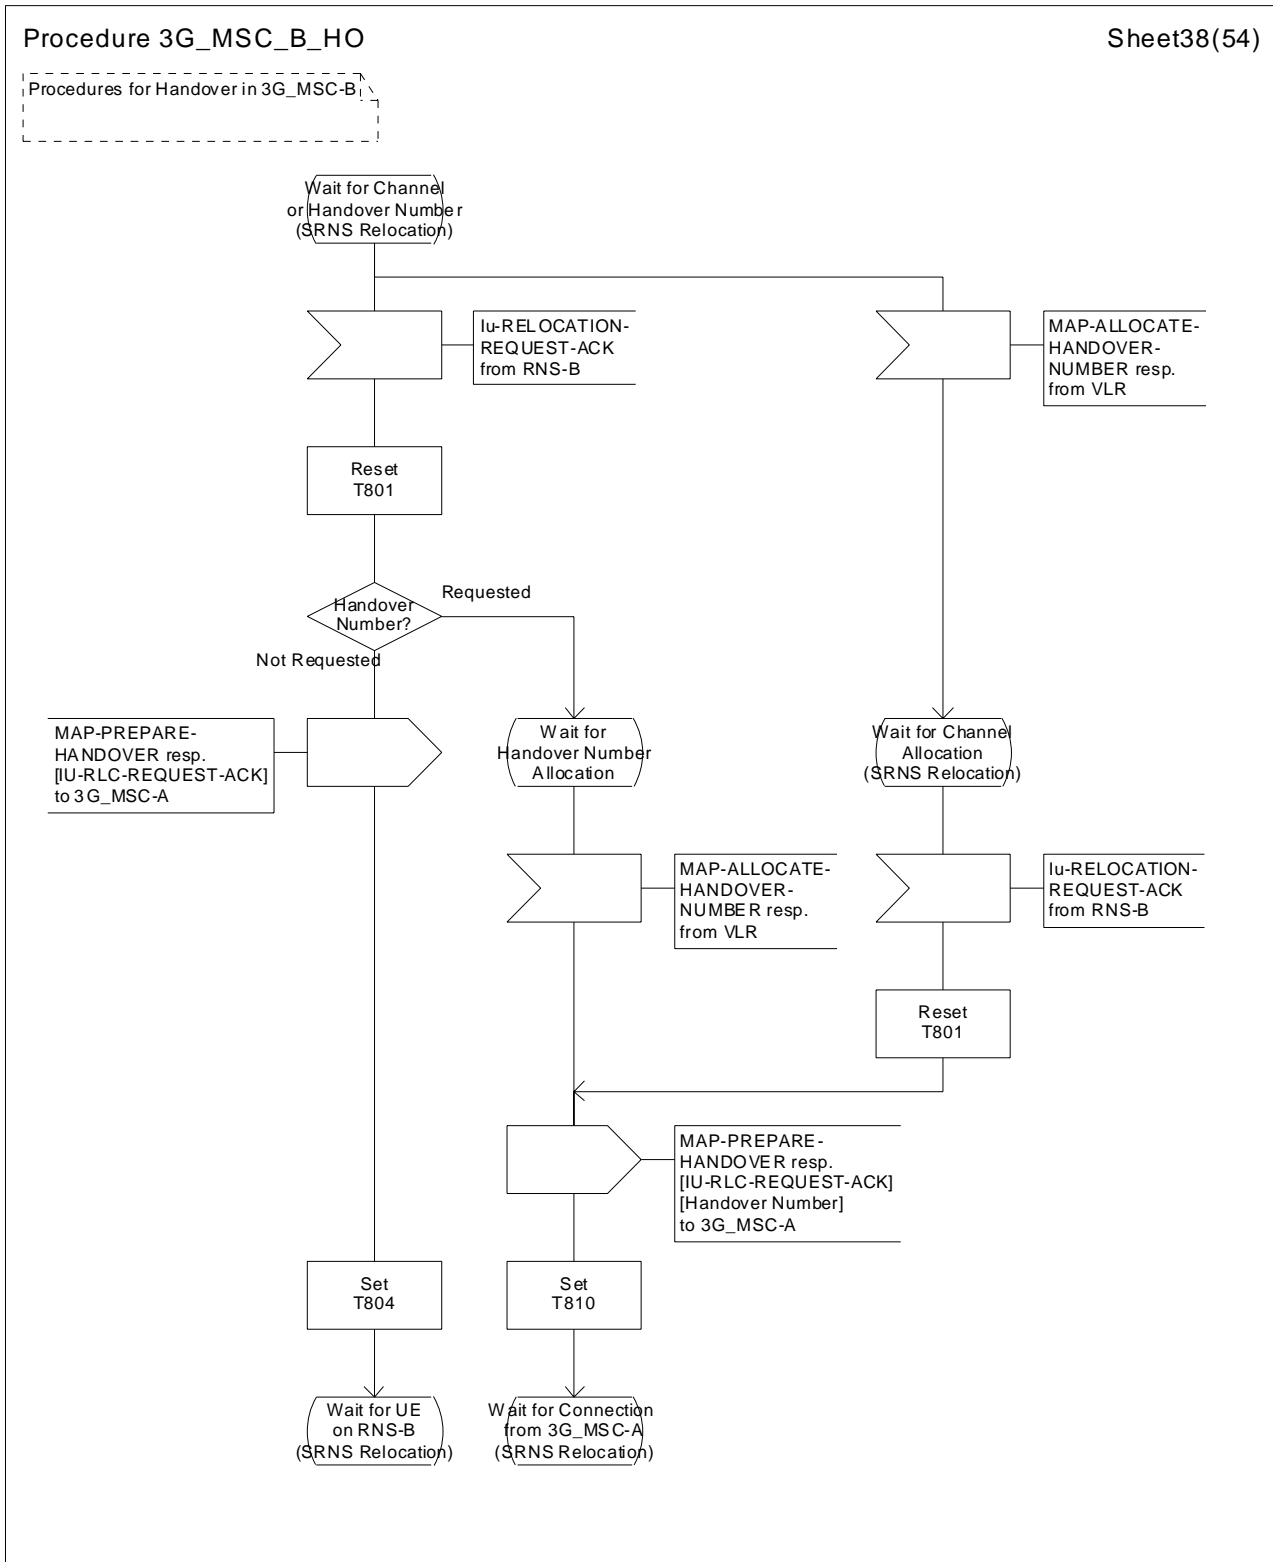 Procedure 3G_MSC_B_HO
Sheet38(54)
Procedures for Handover in 3G_MSC-B
Wait for Channel
or Handover Number
(SRNS Relocation)
Iu-RELOCATION-
REQUEST-ACK
from RNS-B
MAP-ALLOCATE-
HANDOVER-
NUMBER resp.
from VLR
Reset
T801
Handover
Number?
Requested
Not Requested
MAP-PREPARE-
HANDOVER resp.
[IU-RLC-REQUEST-ACK]
to 3G_MSC-A
Wait for
Handover Number
Allocation
Wait for Channel
Allocation
(SRNS Relocation)
MAP-ALLOCATE-
HANDOVER-
NUMBER resp.
from VLR
Iu-RELOCATION-
REQUEST-ACK
from RNS-B
Reset
T801
MAP-PREPARE-
HANDOVER resp.
[IU-RLC-REQUEST-ACK]
[Handover Number]
to 3G_MSC-A
Set
T804
Set
T810
Wait for UE
on RNS-B
(SRNS Relocation)
Wait for Connection
from 3G_MSC-A
(SRNS Relocation)